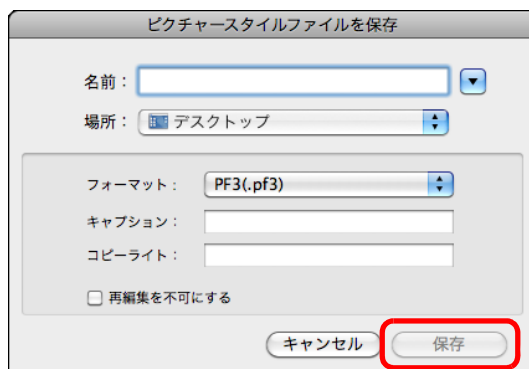 ピクチャースタイルファイルを保存
名前：
場所： デスクトップ
フォーマット： PF3(.pf3)
キャプション：
コピーライト：
再編集を不可にする
キャンセル 保存